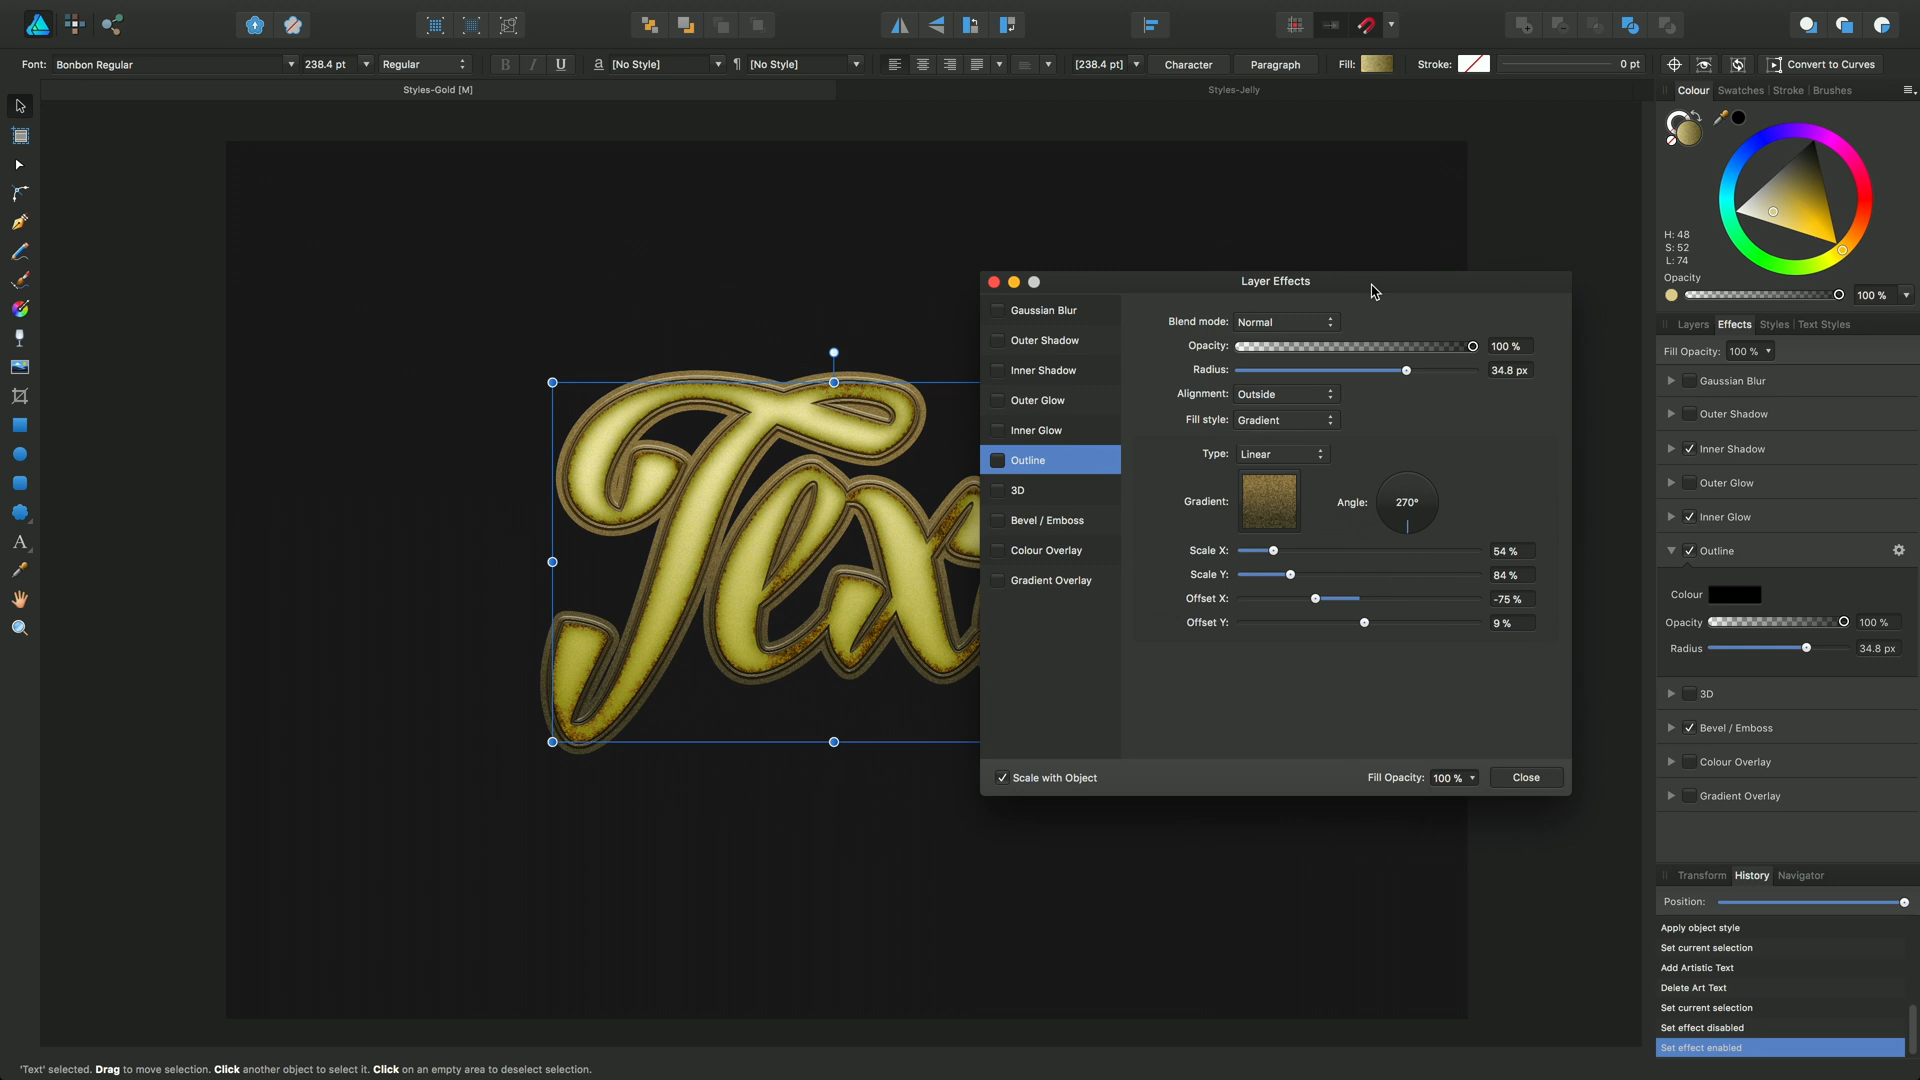 Font: Bonbon Regular 238.4 pt Regular B I U a [No Style] ¶ [No Style] [238.4 pt] Character Paragraph Fill: Stroke: 0 pt Convert to Curves
Styles-Gold [M] Styles-Jelly
Colour Swatches Stroke Brushes
H: 48
S: 52
L: 74
Opacity
100 %
Layers Effects Styles Text Styles
Fill Opacity: 100 %
Gaussian Blur
Outer Shadow
Inner Shadow
Outer Glow
Inner Glow
Outline
Colour
Opacity 100 %
Radius 34.8 px
3D
Bevel / Emboss
Colour Overlay
Gradient Overlay
Transform History Navigator
Position:
Apply object style
Set current selection
Add Artistic Text
Delete Art Text
Set current selection
Set effect disabled
Set effect enabled
Layer Effects
Gaussian Blur
Outer Shadow
Inner Shadow
Outer Glow
Inner Glow
Outline
3D
Bevel / Emboss
Colour Overlay
Gradient Overlay
Blend mode: Normal
Opacity: 100 %
Radius: 34.8 px
Alignment: Outside
Fill style: Gradient
Type: Linear
Gradient: Angle: 270°
Scale X: 54 %
Scale Y: 84 %
Offset X: -75 %
Offset Y: 9 %
Scale with Object Fill Opacity: 100 % Close
Tex
'Text' selected. Drag to move selection. Click another object to select it. Click on an empty area to deselect selection.